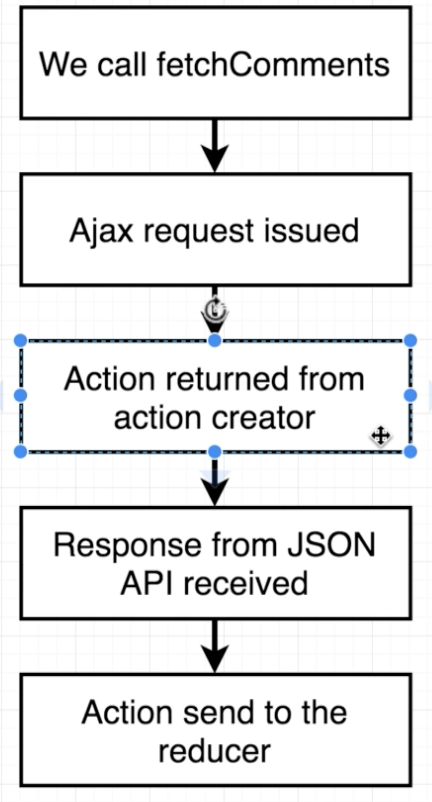 We call fetchComments
Ajax request issued
Action returned from
action creator
Response from JSON
API received
Action send to the
reducer